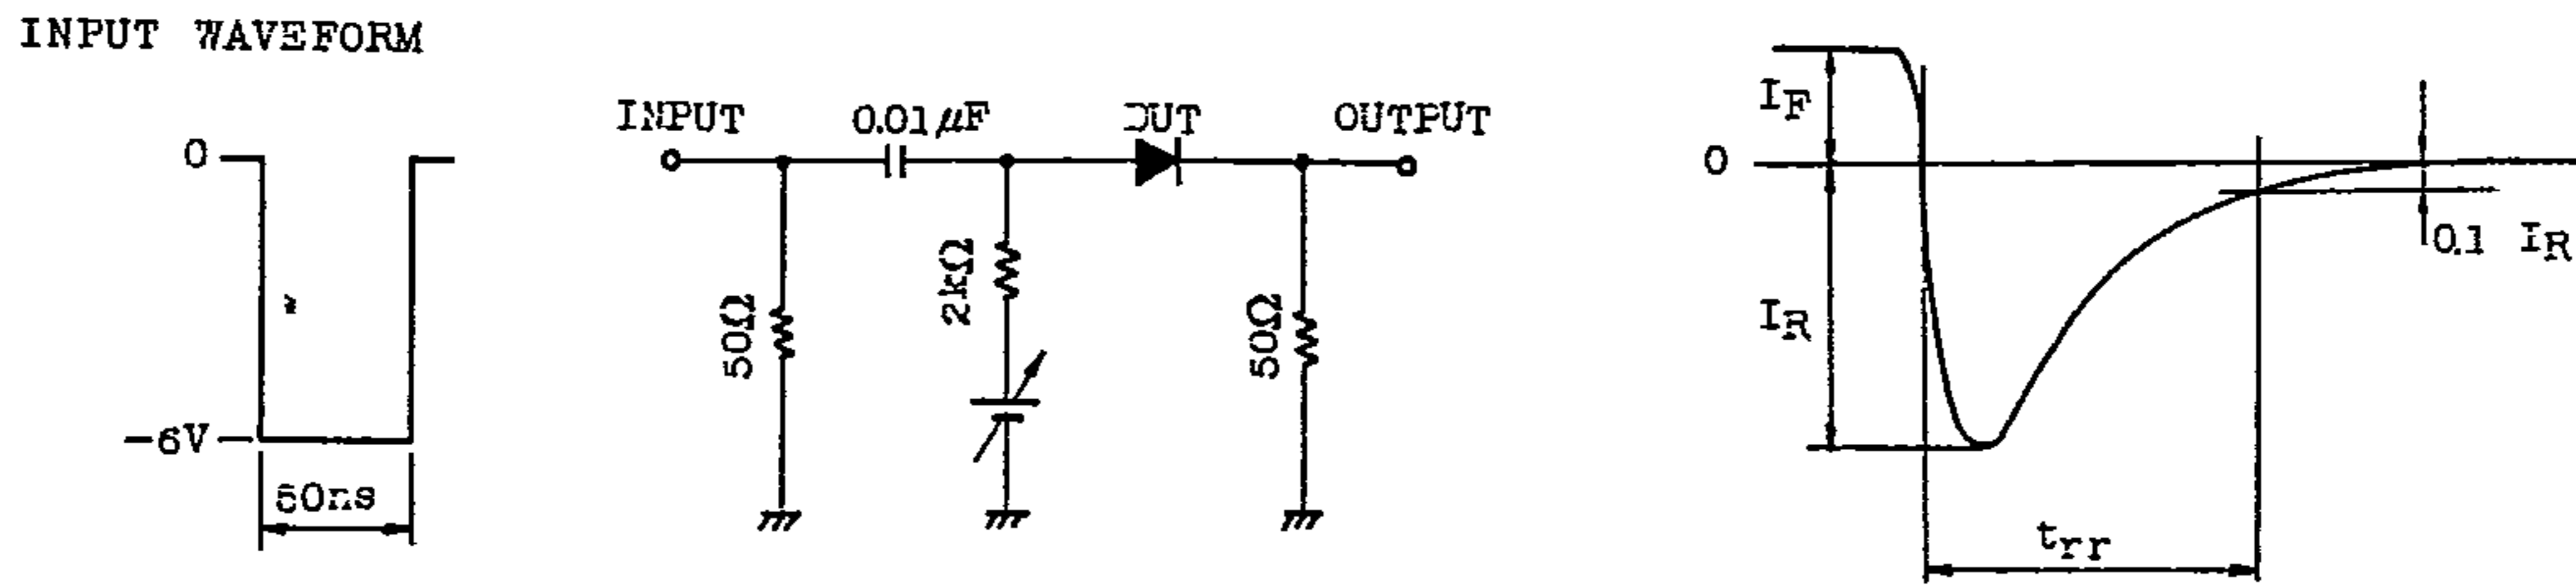 INPUT WAVEFORM
0
-6V
50ns
INPUT
0.01μF
DUT
OUTPUT
50Ω
2kΩ
50Ω
IF
0
IR
0.1 IR
trr